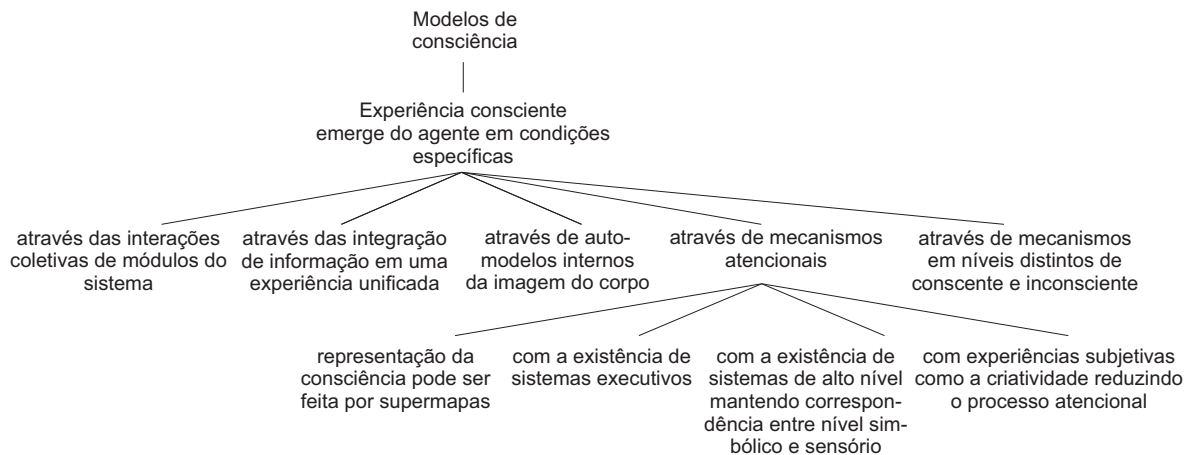 Modelos de
consciência
Experiência consciente
emerge do agente em condições
específicas
através das interações
coletivas de módulos do
sistema
através das integração
de informação em uma
experiência unificada
através de auto-
modelos internos
da imagem do corpo
através de mecanismos
atencionais
através de mecanismos
em níveis distintos de
conscente e inconsciente
representação da
consciência pode ser
feita por supermapas
com a existência de
sistemas executivos
com a existência de
sistemas de alto nível
mantendo correspon-
dência entre nível sim-
bólico e sensório
com experiências subjetivas
como a criatividade reduzindo
o processo atencional